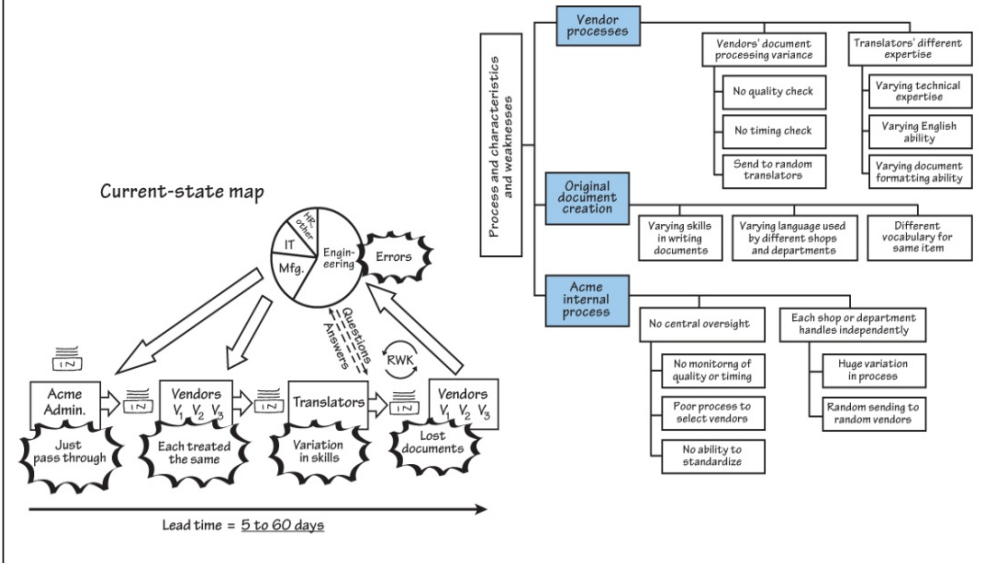 Current-state map
HR,
other
IT
Mfg.
Engin-
eering
Errors
Questions
Answers
RWK
IN
Acme
Admin.
IN
Vendors
V1 V2 V3
IN
Translators
IN
Vendors
V1 V2 V3
Just
pass through
Each treated
the same
Variation
in skills
Lost
documents
Lead time = 5 to 60 days
Process and characteristics
and weaknesses
Vendor
processes
Vendors' document
processing variance
No quality check
No timing check
Send to random
translators
Translators' different
expertise
Varying technical
expertise
Varying English
ability
Varying document
formatting ability
Original
document
creation
Varying skills
in writing
documents
Varying language used
by different shops
and departments
Different
vocabulary for
same item
Acme
internal
process
No central oversight
No monitorng of
quality or timing
Poor process to
select vendors
No ability to
standardize
Each shop or department
handles independently
Huge variation
in process
Random sending to
random vendors